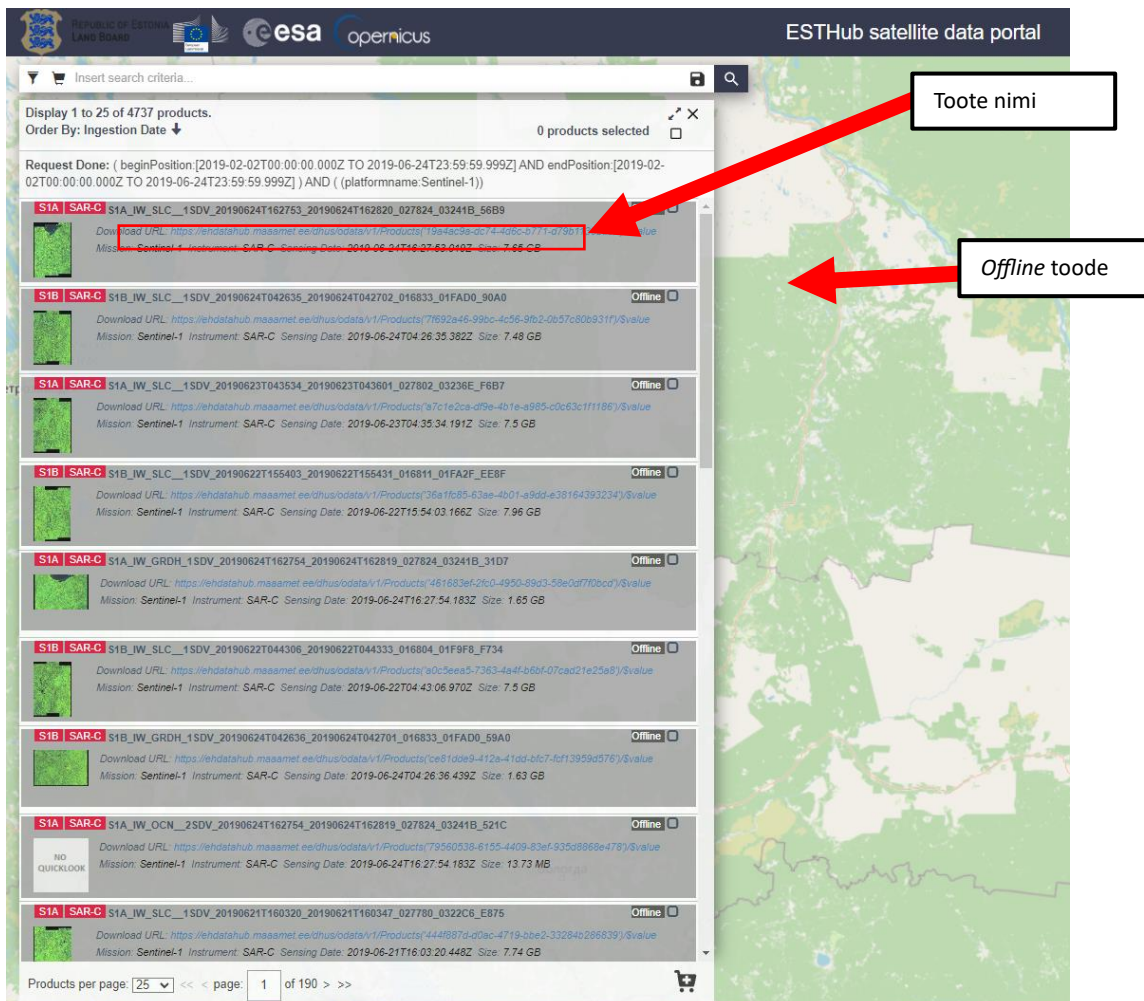 REPUBLIC OF ESTONIA
LAND BOARD
esa
opernicus
ESTHub satellite data portal
Insert search criteria...
Toote nimi
Display 1 to 25 of 4737 products.
Order By: Ingestion Date
0 products selected
Request Done: ( beginPosition:[2019-02-02T00:00:00.000Z TO 2019-06-24T23:59:59.999Z] AND endPosition:[2019-02-
02T00:00:00.000Z TO 2019-06-24T23:59:59.999Z] ) AND ( (platformname:Sentinel-1))
S1A SAR-C S1A_IW_SLC__1SDV_20190624T162753_20190624T162820_027824_03241B_56B9
Download URL:
Mission: Sentinel-1 Instrument: SAR-C Sensing Date: 2019-06-24T16:27:53.019Z Size: 7.65 GB
Offline toode
S1B SAR-C S1B_IW_SLC__1SDV_20190624T042635_20190624T042702_016833_01FAD0_90A0 Offline
Download URL: https://ehdatahub.maaamet.ee/dhus/odata/v1/Products('7f692a46-99bc-4c56-9fb2-0b57c80b931f')/$value
Mission: Sentinel-1 Instrument: SAR-C Sensing Date: 2019-06-24T04:26:35.382Z Size: 7.48 GB
S1A SAR-C S1A_IW_SLC__1SDV_20190623T043534_20190623T043601_027802_03236E_F6B7 Offline
Download URL: https://ehdatahub.maaamet.ee/dhus/odata/v1/Products('a7c1e2ca-df9e-4b1e-a985-c0c63c1f1186')/$value
Mission: Sentinel-1 Instrument: SAR-C Sensing Date: 2019-06-23T04:35:34.191Z Size: 7.5 GB
S1B SAR-C S1B_IW_SLC__1SDV_20190622T155403_20190622T155431_016811_01FA2F_EE8F Offline
Download URL: https://ehdatahub.maaamet.ee/dhus/odata/v1/Products('36a1fc85-63ae-4b01-a9dd-e38164393234')/$value
Mission: Sentinel-1 Instrument: SAR-C Sensing Date: 2019-06-22T15:54:03.166Z Size: 7.96 GB
S1A SAR-C S1A_IW_GRDH_1SDV_20190624T162754_20190624T162819_027824_03241B_31D7 Offline
Download URL: https://ehdatahub.maaamet.ee/dhus/odata/v1/Products('461683ef-2fc0-4950-89d3-58e0df7f0bcd')/$value
Mission: Sentinel-1 Instrument: SAR-C Sensing Date: 2019-06-24T16:27:54.183Z Size: 1.65 GB
S1B SAR-C S1B_IW_SLC__1SDV_20190622T044306_20190622T044333_016804_01F9F8_F734 Offline
Download URL: https://ehdatahub.maaamet.ee/dhus/odata/v1/Products('a0c5eea5-7363-4a4f-b6bf-07cad21e25a8')/$value
Mission: Sentinel-1 Instrument: SAR-C Sensing Date: 2019-06-22T04:43:06.970Z Size: 7.5 GB
S1B SAR-C S1B_IW_GRDH_1SDV_20190624T042636_20190624T042701_016833_01FAD0_59A0 Offline
Download URL: https://ehdatahub.maaamet.ee/dhus/odata/v1/Products('ce81dde9-412a-41dd-bfc7-fcf13959d576')/$value
Mission: Sentinel-1 Instrument: SAR-C Sensing Date: 2019-06-24T04:26:36.439Z Size: 1.63 GB
S1A SAR-C S1A_IW_OCN__2SDV_20190624T162754_20190624T162819_027824_03241B_521C Offline
NO
QUICKLOOK
Download URL: https://ehdatahub.maaamet.ee/dhus/odata/v1/Products('79560538-6155-4409-83ef-935d8868e478')/$value
Mission: Sentinel-1 Instrument: SAR-C Sensing Date: 2019-06-24T16:27:54.183Z Size: 13.73 MB
S1A SAR-C S1A_IW_SLC__1SDV_20190621T160320_20190621T160347_027780_0322C6_E875 Offline
Download URL: https://ehdatahub.maaamet.ee/dhus/odata/v1/Products('444f887d-d0ac-4719-bbe2-33284b286839')/$value
Mission: Sentinel-1 Instrument: SAR-C Sensing Date: 2019-06-21T16:03:20.448Z Size: 7.74 GB
Products per page: 25 << < page: 1 of 190 > >>